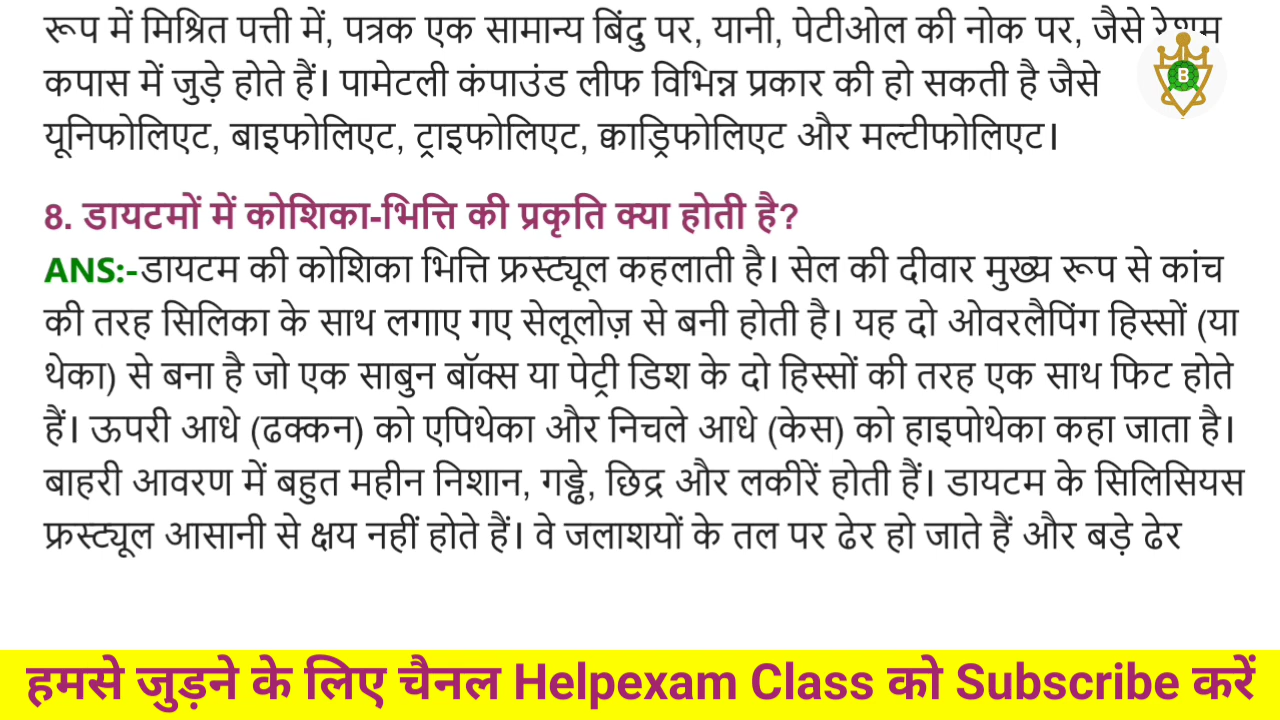 रूप में मिश्रित पत्ती में, पत्रक एक सामान्य बिंदु पर, यानी, पेटीओल की नोक पर, जैसे रेशम
कपास में जुड़े होते हैं। पामेटली कंपाउंड लीफ विभिन्न प्रकार की हो सकती है जैसे
यूनिफोलिएट, बाइफोलिएट, ट्राइफोलिएट, क्वाड्रिफोलिएट और मल्टीफोलिएट।
8. डायटमों में कोशिका-भित्ति की प्रकृति क्या होती है?
ANS:-डायटम की कोशिका भित्ति फ्रस्ट्यूल कहलाती है। सेल की दीवार मुख्य रूप से कांच
की तरह सिलिका के साथ लगाए गए सेलूलोज़ से बनी होती है। यह दो ओवरलैपिंग हिस्सों (या
थेका) से बना है जो एक साबुन बॉक्स या पेट्री डिश के दो हिस्सों की तरह एक साथ फिट होते
हैं। ऊपरी आधे (ढक्कन) को एपिथेका और निचले आधे (केस) को हाइपोथेका कहा जाता है।
बाहरी आवरण में बहुत महीन निशान, गड्ढे, छिद्र और लकीरें होती हैं। डायटम के सिलिसियस
फ्रस्ट्यूल आसानी से क्षय नहीं होते हैं। वे जलाशयों के तल पर ढेर हो जाते हैं और बड़े ढेर
B
हमसे जुड़ने के लिए चैनल Helpexam Class को Subscribe करें